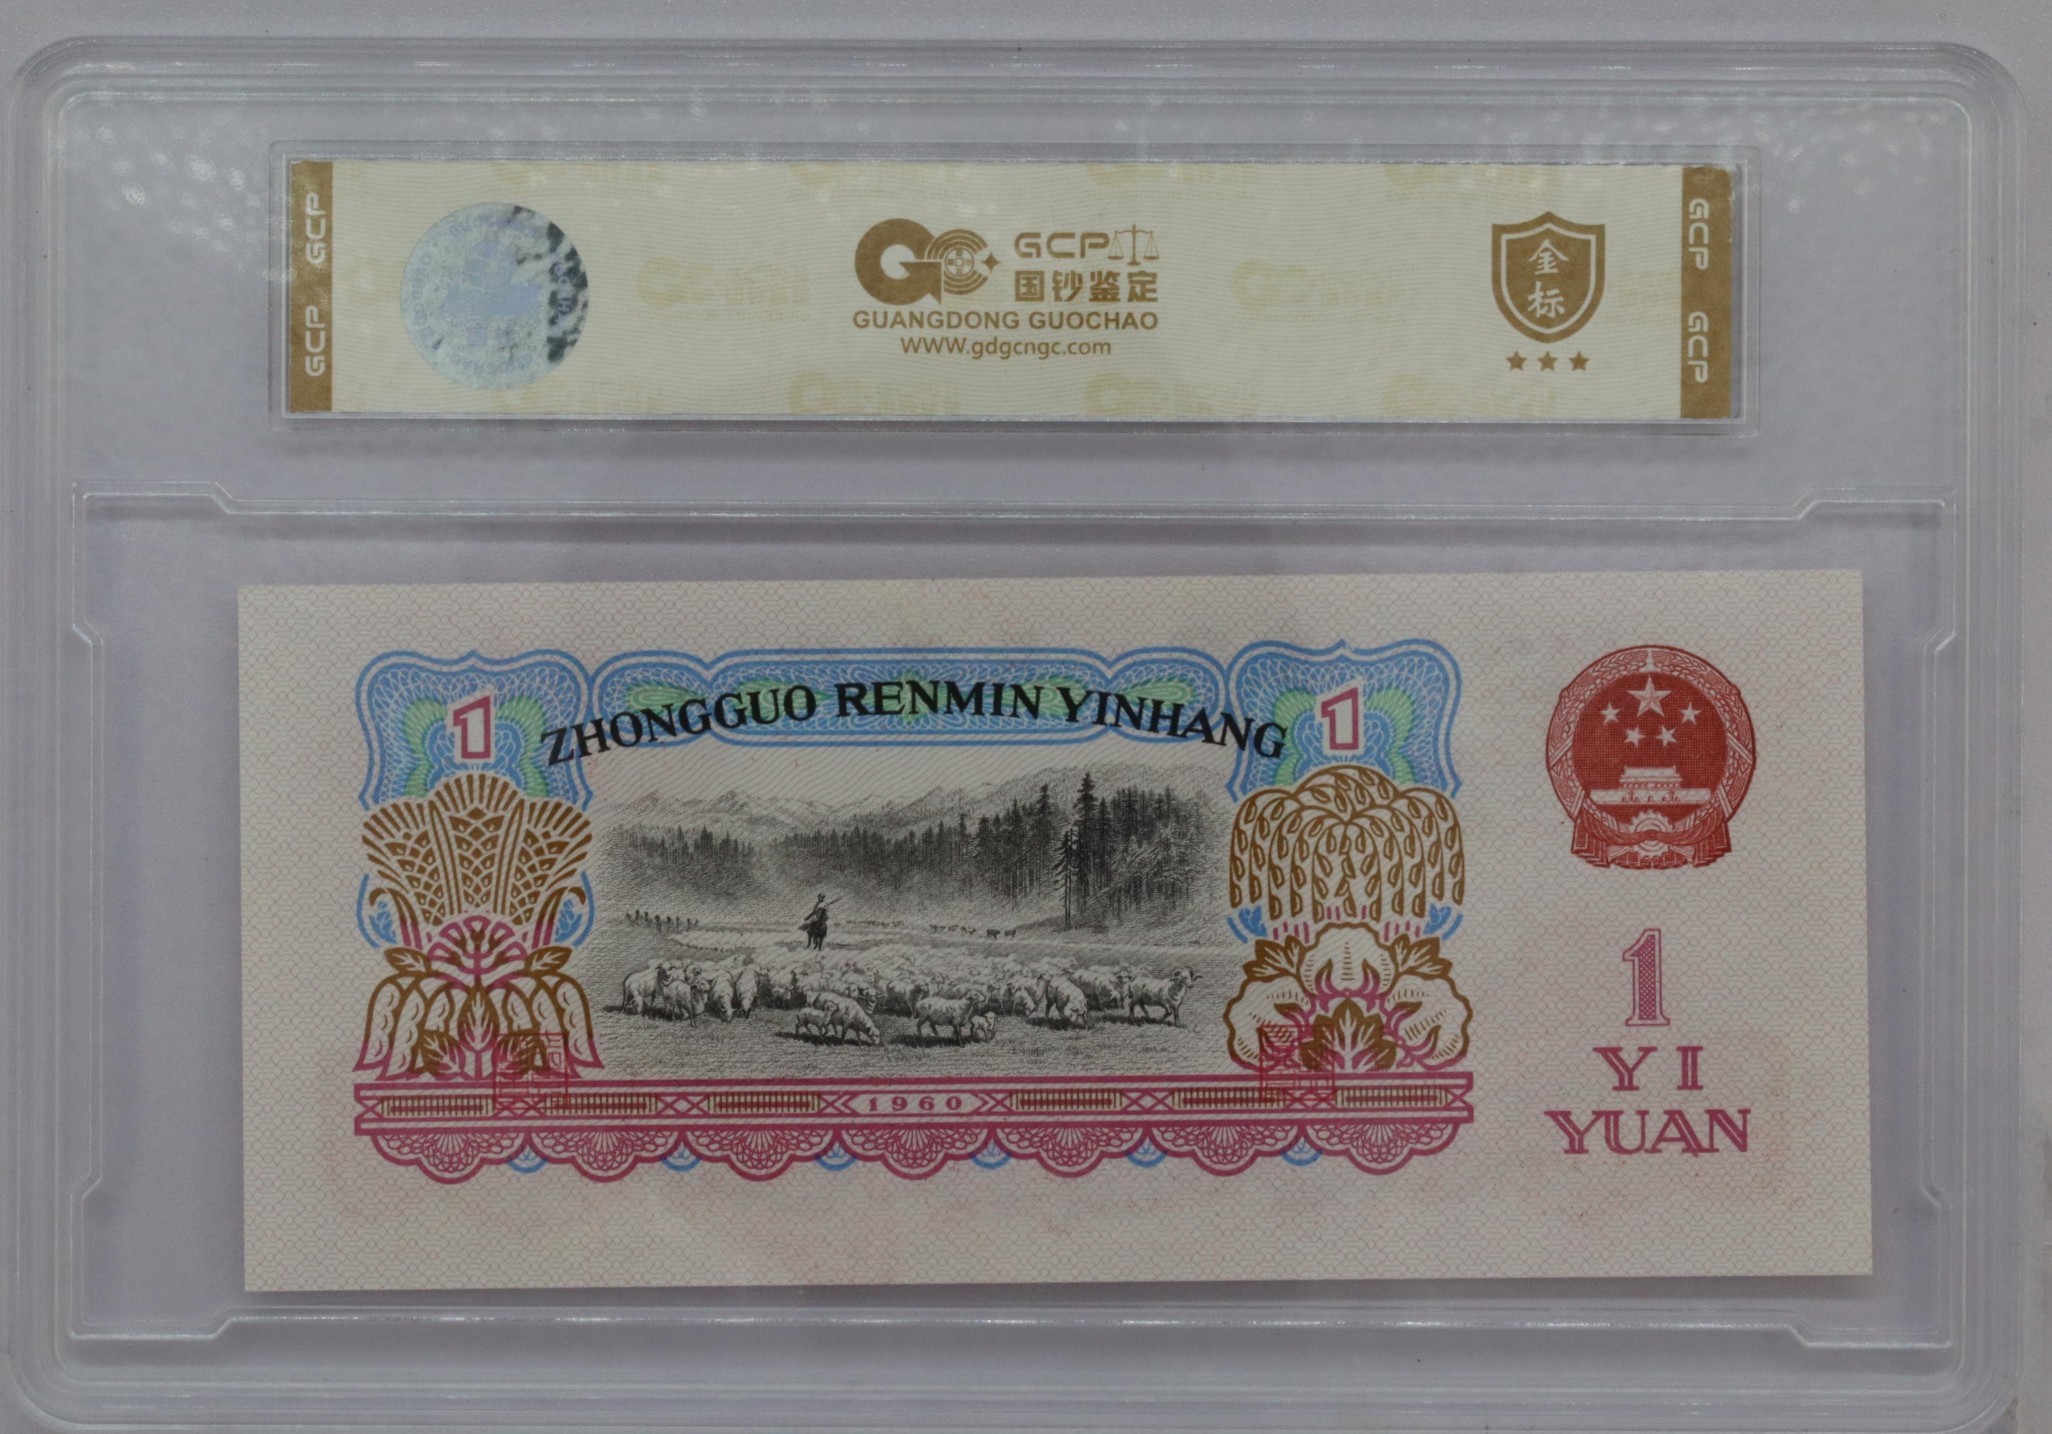 GCP GCP
GCP
国钞鉴定
GUANGDONG GUOCHAO
www.gdgcngc.com
金
标
GCP GCP
1
ZHONGGUO RENMIN YINHANG
1
1
YI
YUAN
1960